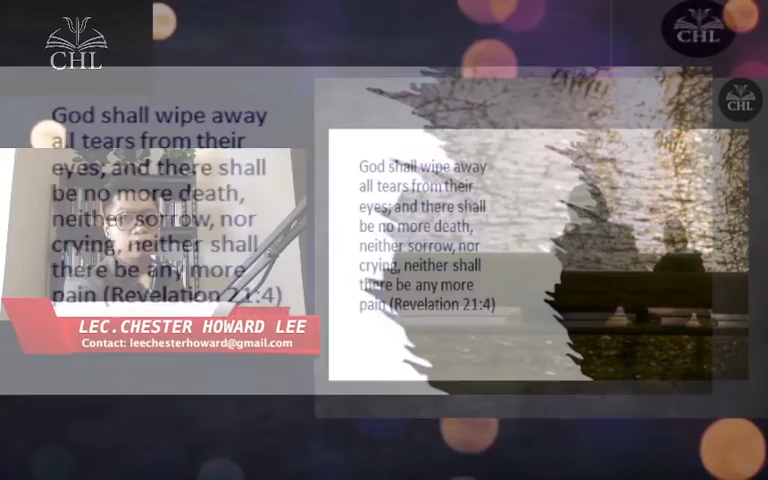 CHL
CHL
CHL
God shall wipe away
all tears from their
eyes; and there shall
be no more death,
neither sorrow, nor
crying, neither shall
there be any more
pain (Revelation 21:4)
God shall wipe away
all tears from their
eyes; and there shall
be no more death,
neither sorrow, nor
crying, neither shall
there be any more
pain (Revelation 21:4)
LEC.CHESTER HOWARD LEE
Contact: leechesterhoward@gmail.com